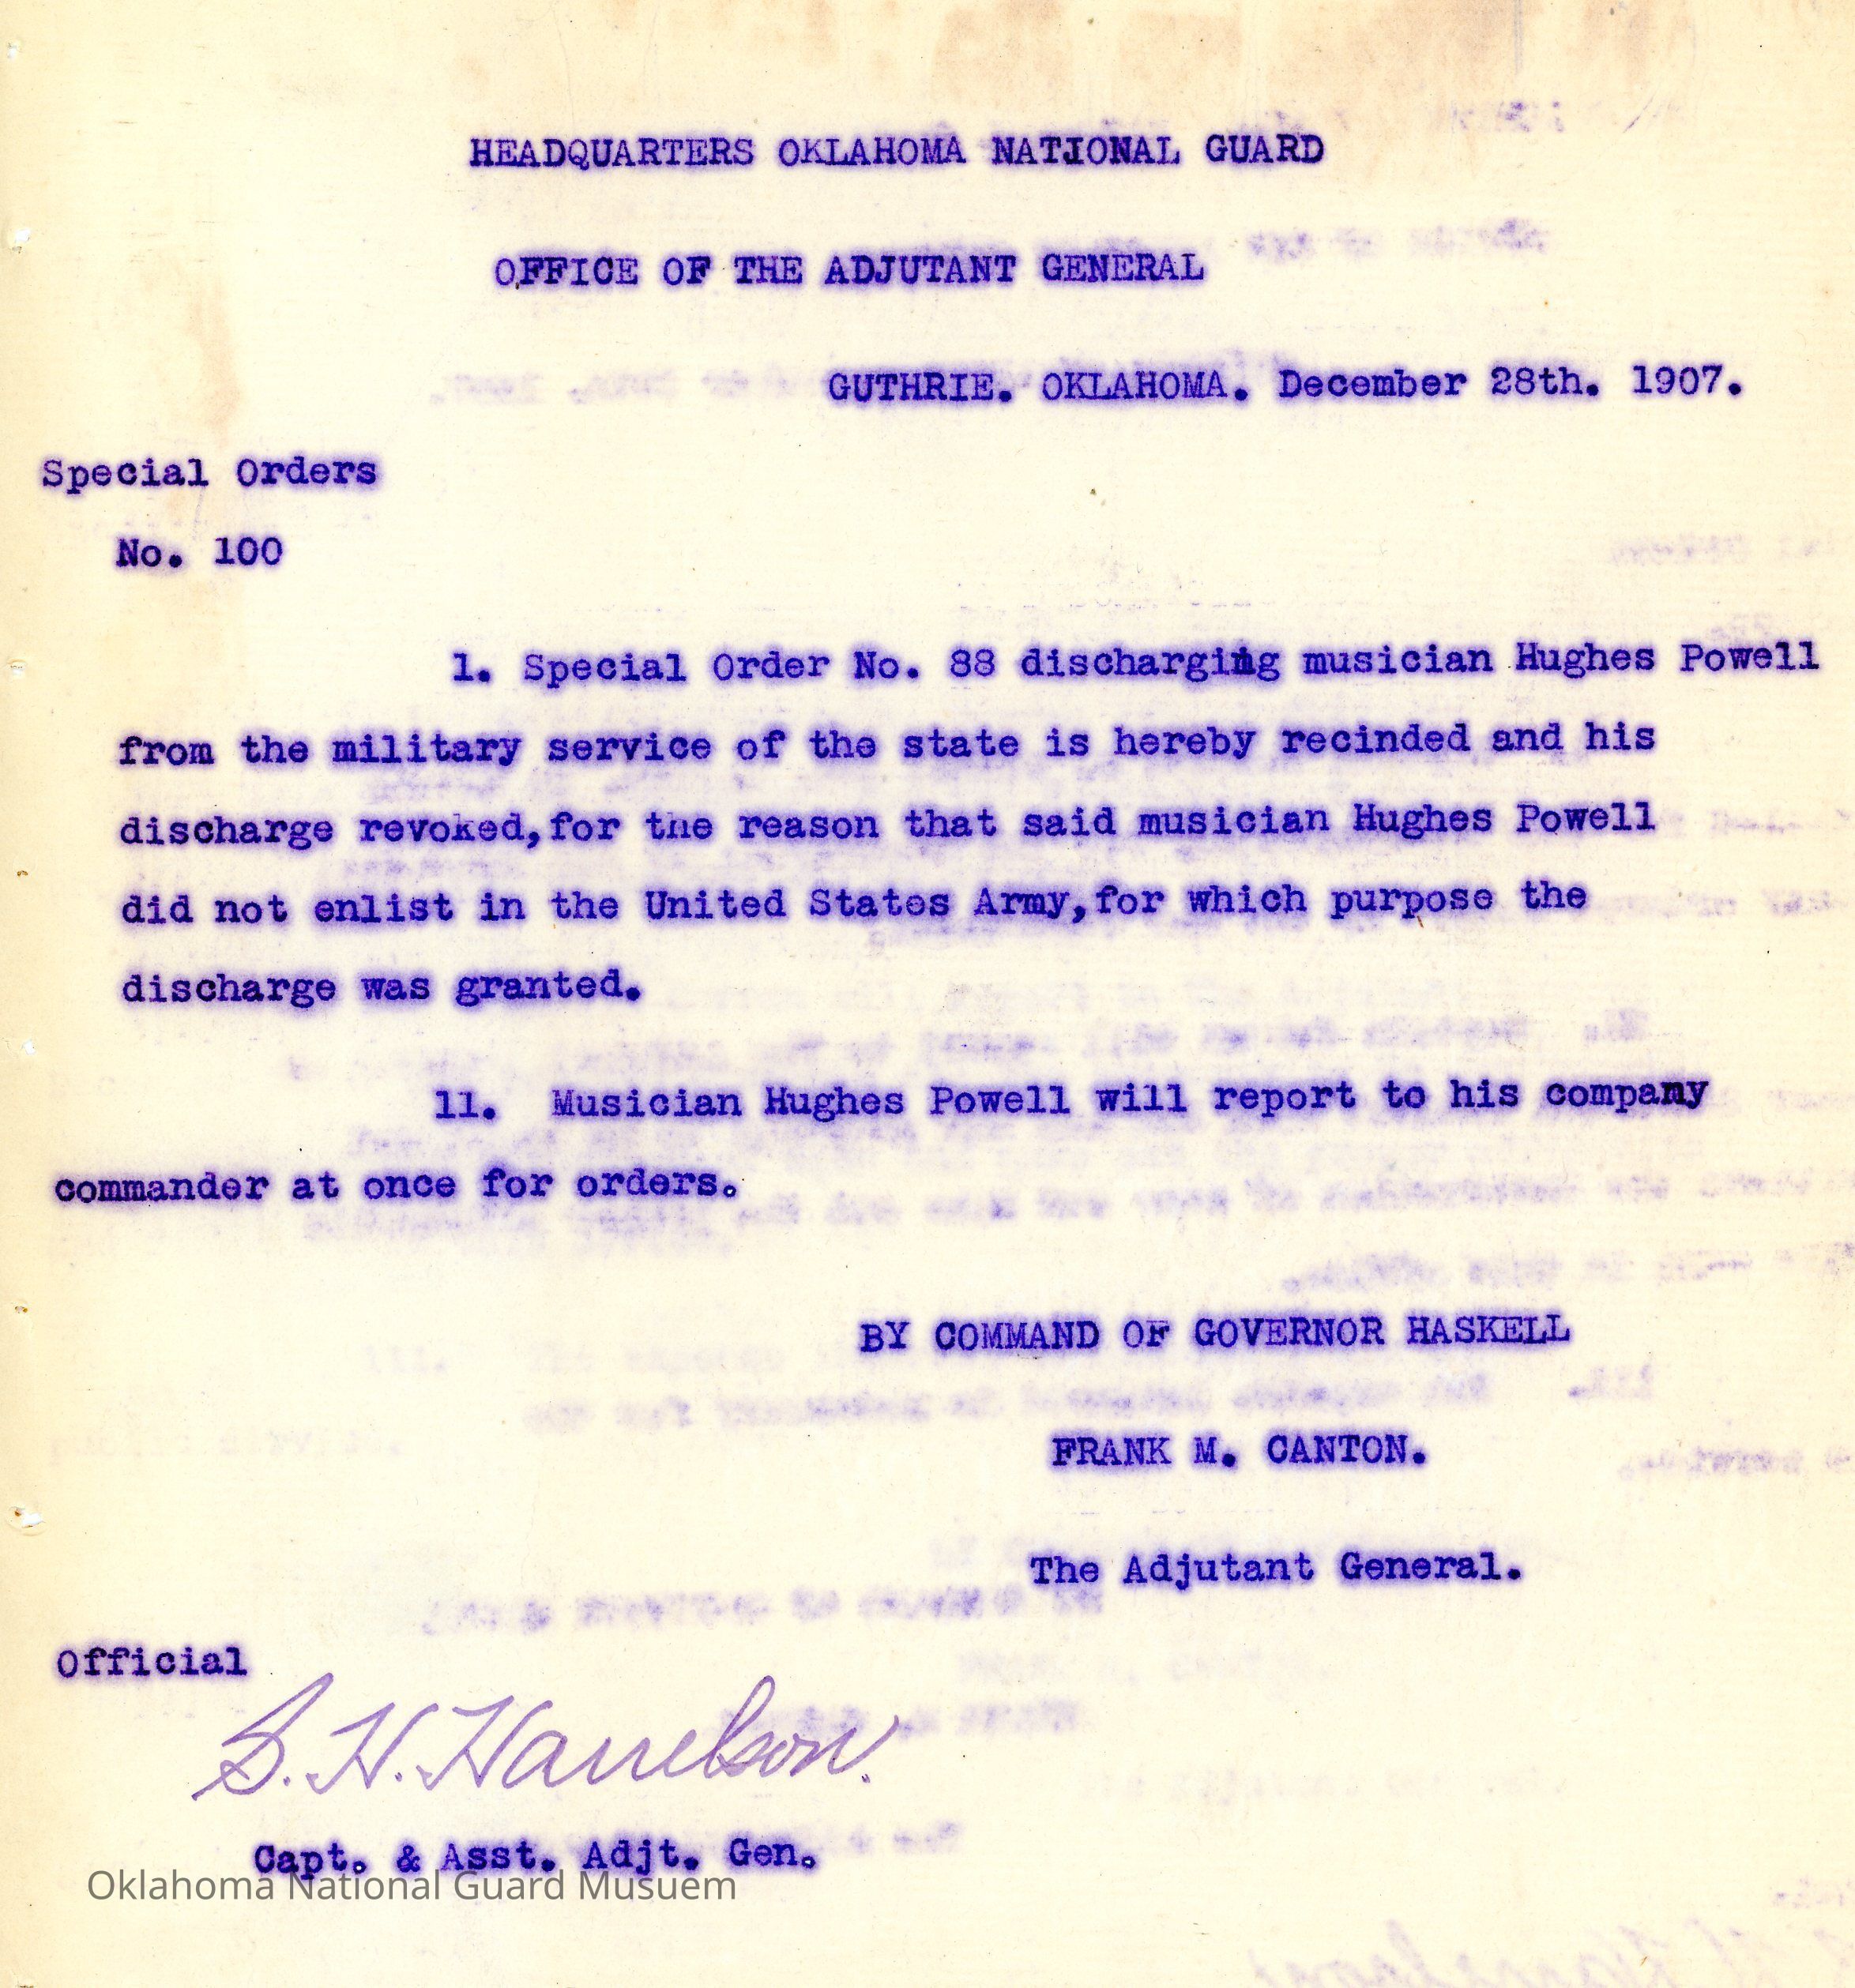 HEADQUARTERS OKLAHOMA NATIONAL GUARD
OFFICE OF THE ADJUTANT GENERAL
GUTHRIE. OKLAHOMA. December 28th. 1907.
Special Orders
No. 100
1. Special Order No. 88 discharging musician Hughes Powell
from the military service of the state is hereby recinded and his
discharge revoked,for the reason that said musician Hughes Powell
did not enlist in the United States Army,for which purpose the
discharge was granted.
11. Musician Hughes Powell will report to his company
commander at once for orders.
BY COMMAND OF GOVERNOR HASKELL
FRANK M. CANTON.
The Adjutant General.
Official
S. H. Harrelson.
Capt. & Asst. Adjt. Gen.
Oklahoma National Guard Musuem